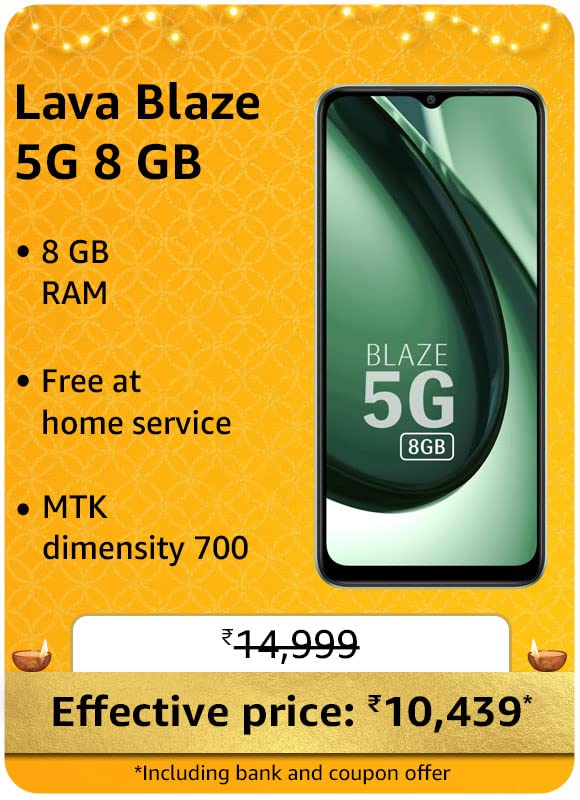 Lava Blaze
5G 8 GB
• 8 GB
RAM
• Free at
home service
• MTK
dimensity 700
BLAZE
5G
8GB
₹14,999
Effective price: ₹10,439*
*Including bank and coupon offer